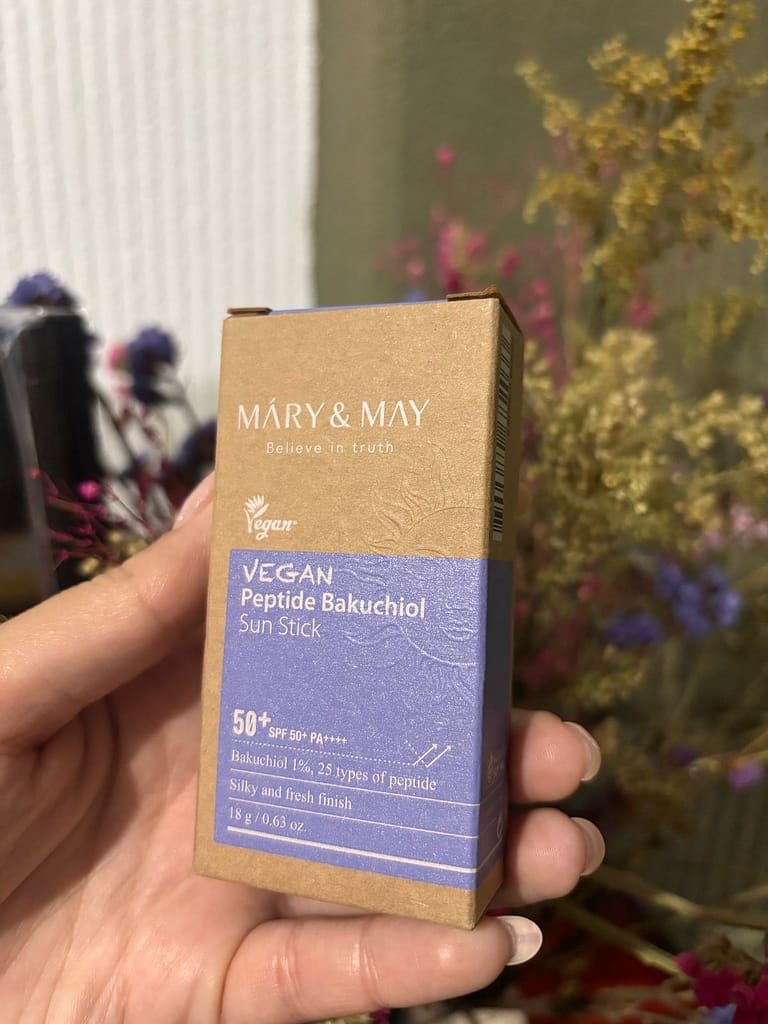 MÁRY & MAY
Believe in truth
Vegan
VEGAN
Peptide Bakuchiol
Sun Stick
50+ SPF 50+ PA++++
Bakuchiol 1%, 25 types of peptide
Silky and fresh finish
18 g / 0.63 oz.